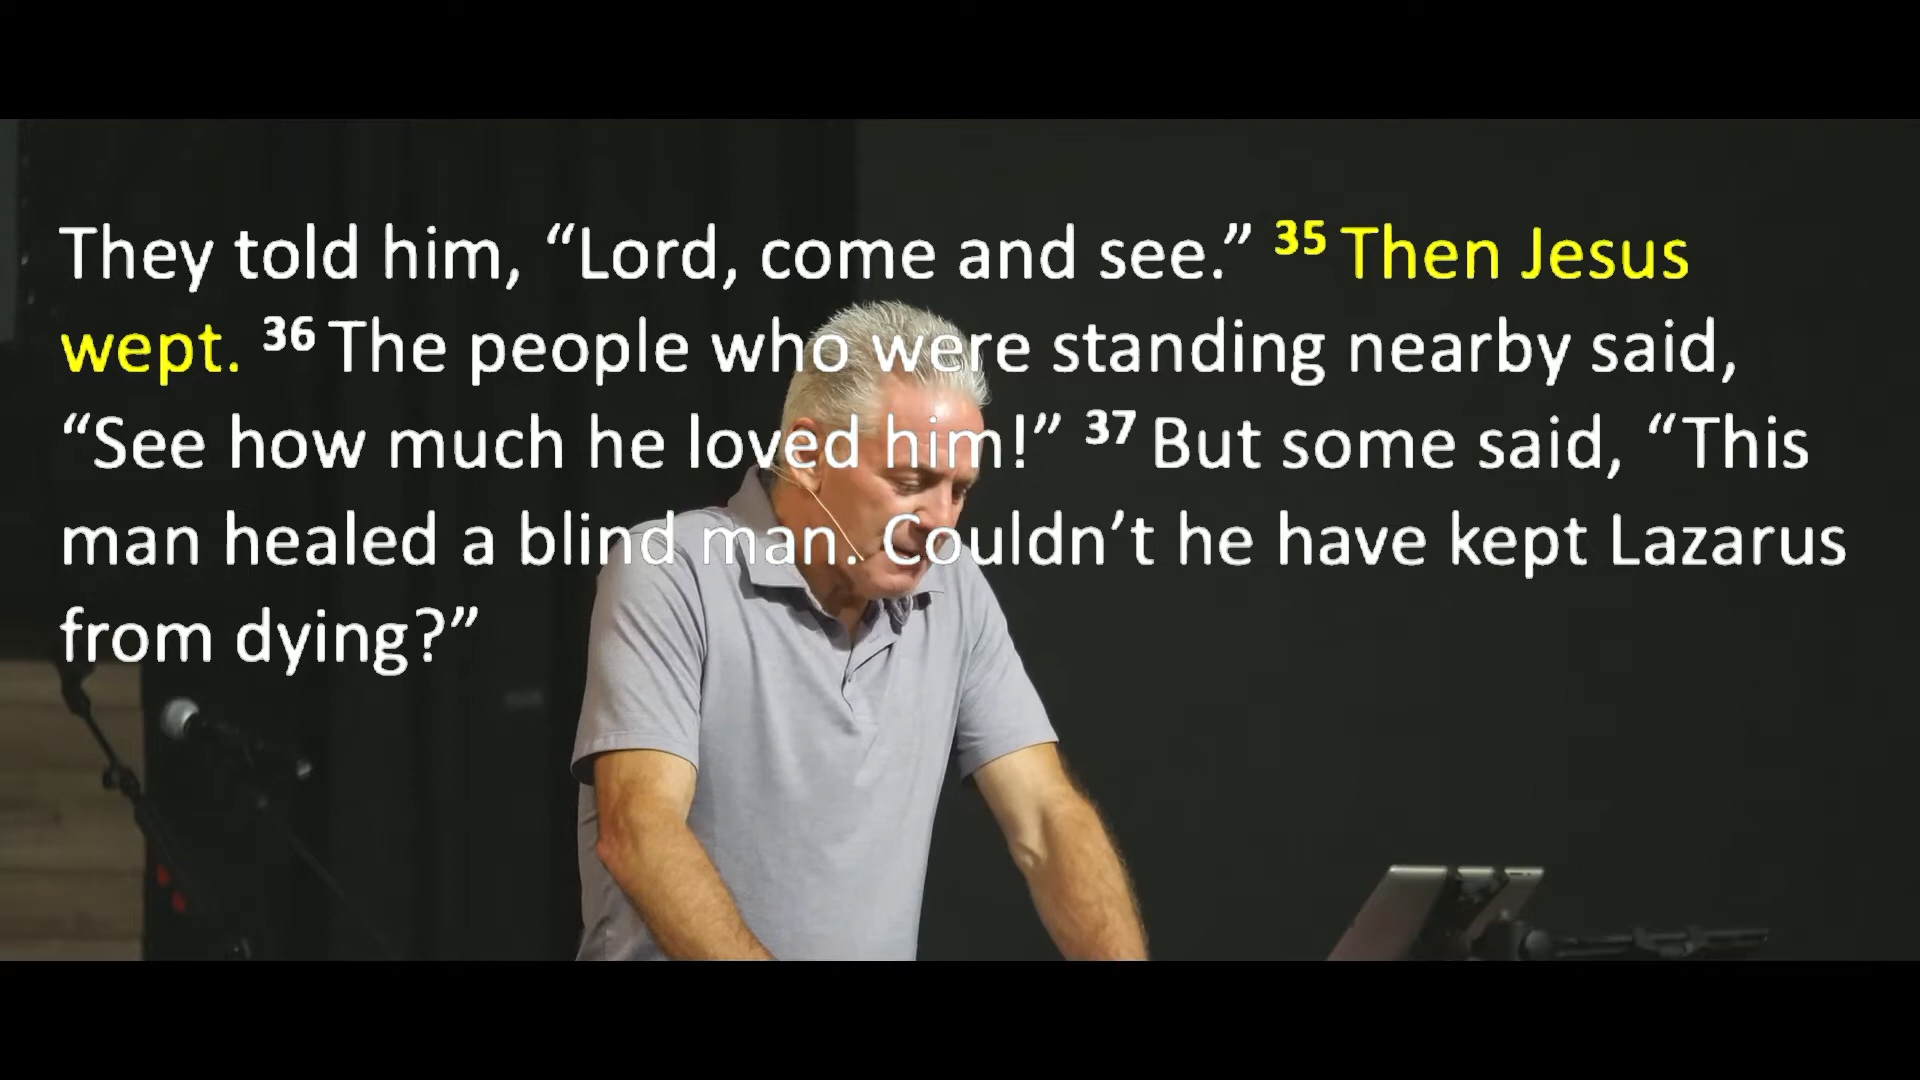 They told him, “Lord, come and see.” 35 Then Jesus
wept. 36 The people who were standing nearby said,
“See how much he loved him!” 37 But some said, “This
man healed a blind man. Couldn’t he have kept Lazarus
from dying?”